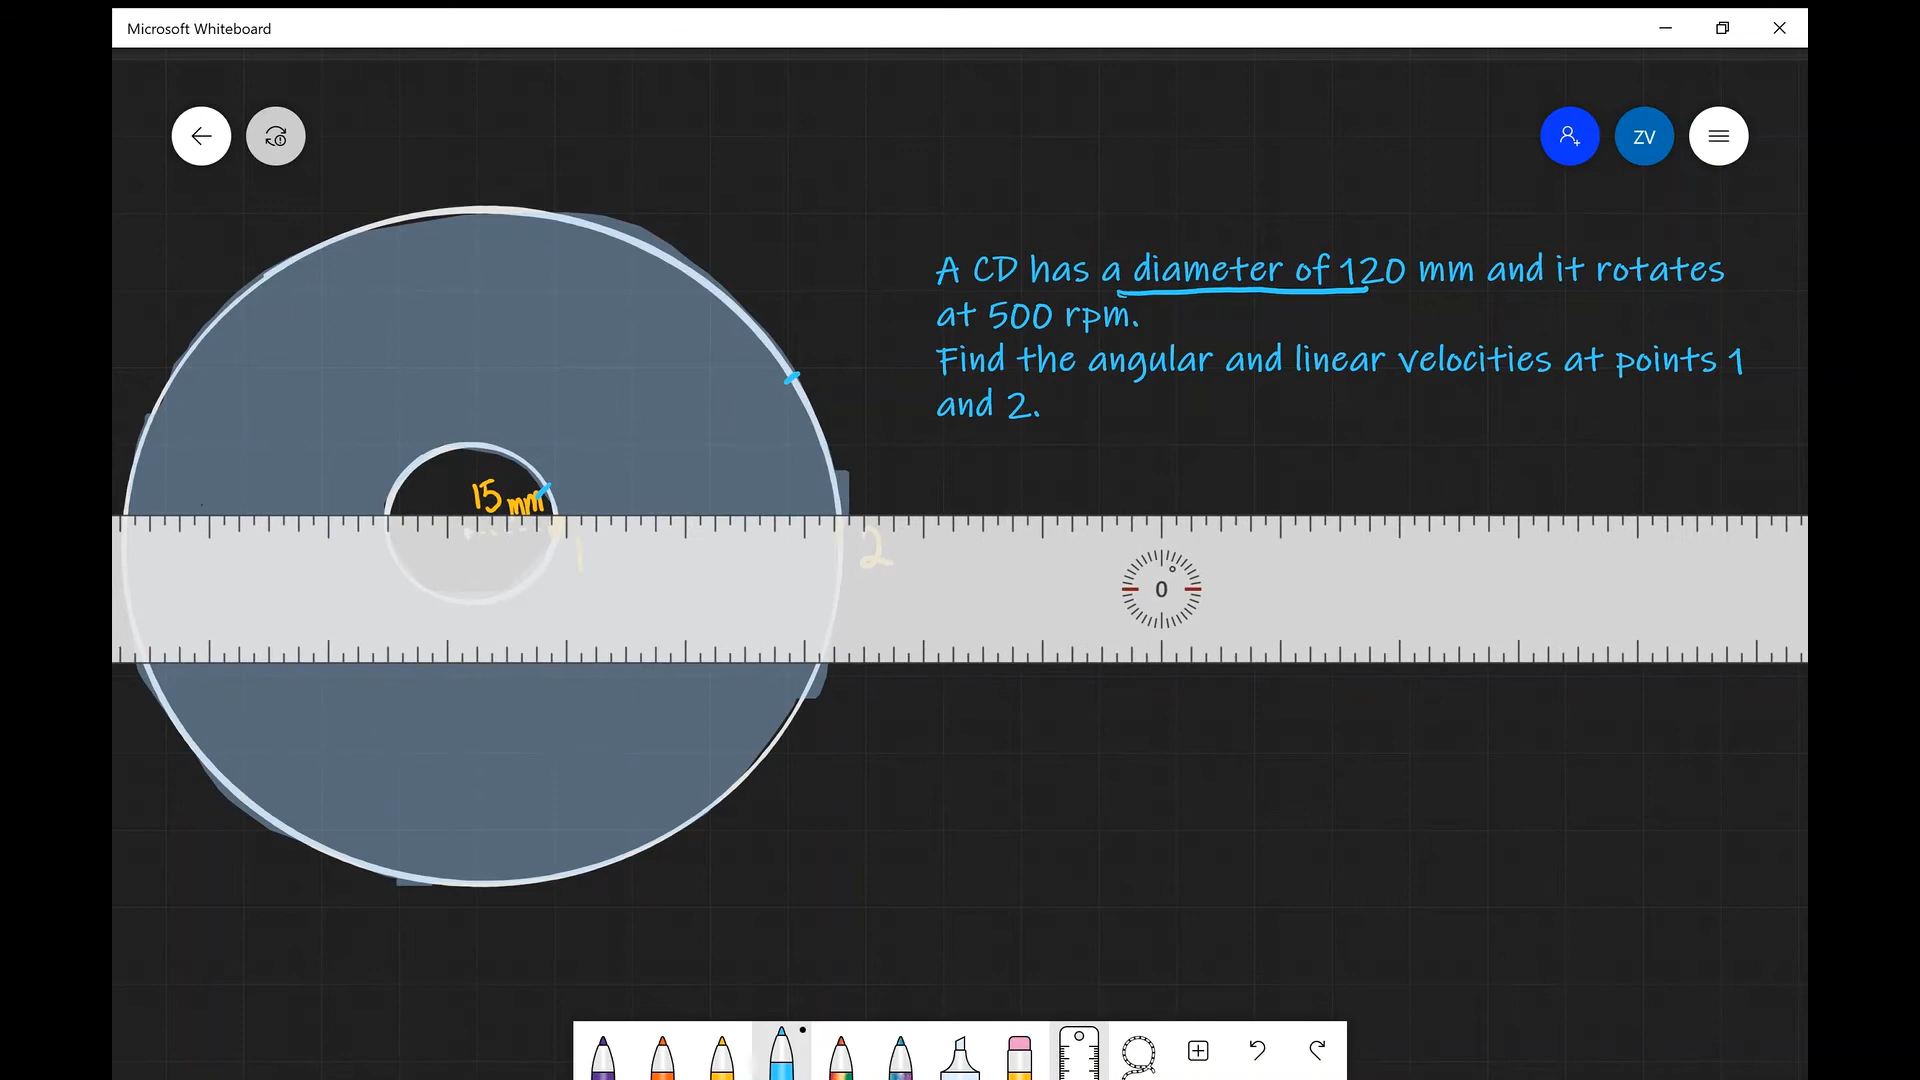 Microsoft Whiteboard
ZV
A CD has a diameter of 120 mm and it rotates
at 500 rpm.
Find the angular and linear velocities at points 1
and 2.
15 mm
1
2
0°